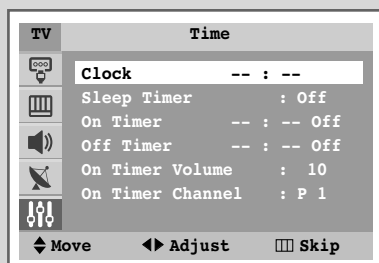 TV Time
Clock -- : --
Sleep Timer : Off
On Timer -- : -- Off
Off Timer -- : -- Off
On Timer Volume : 10
On Timer Channel : P 1
Move Adjust Skip